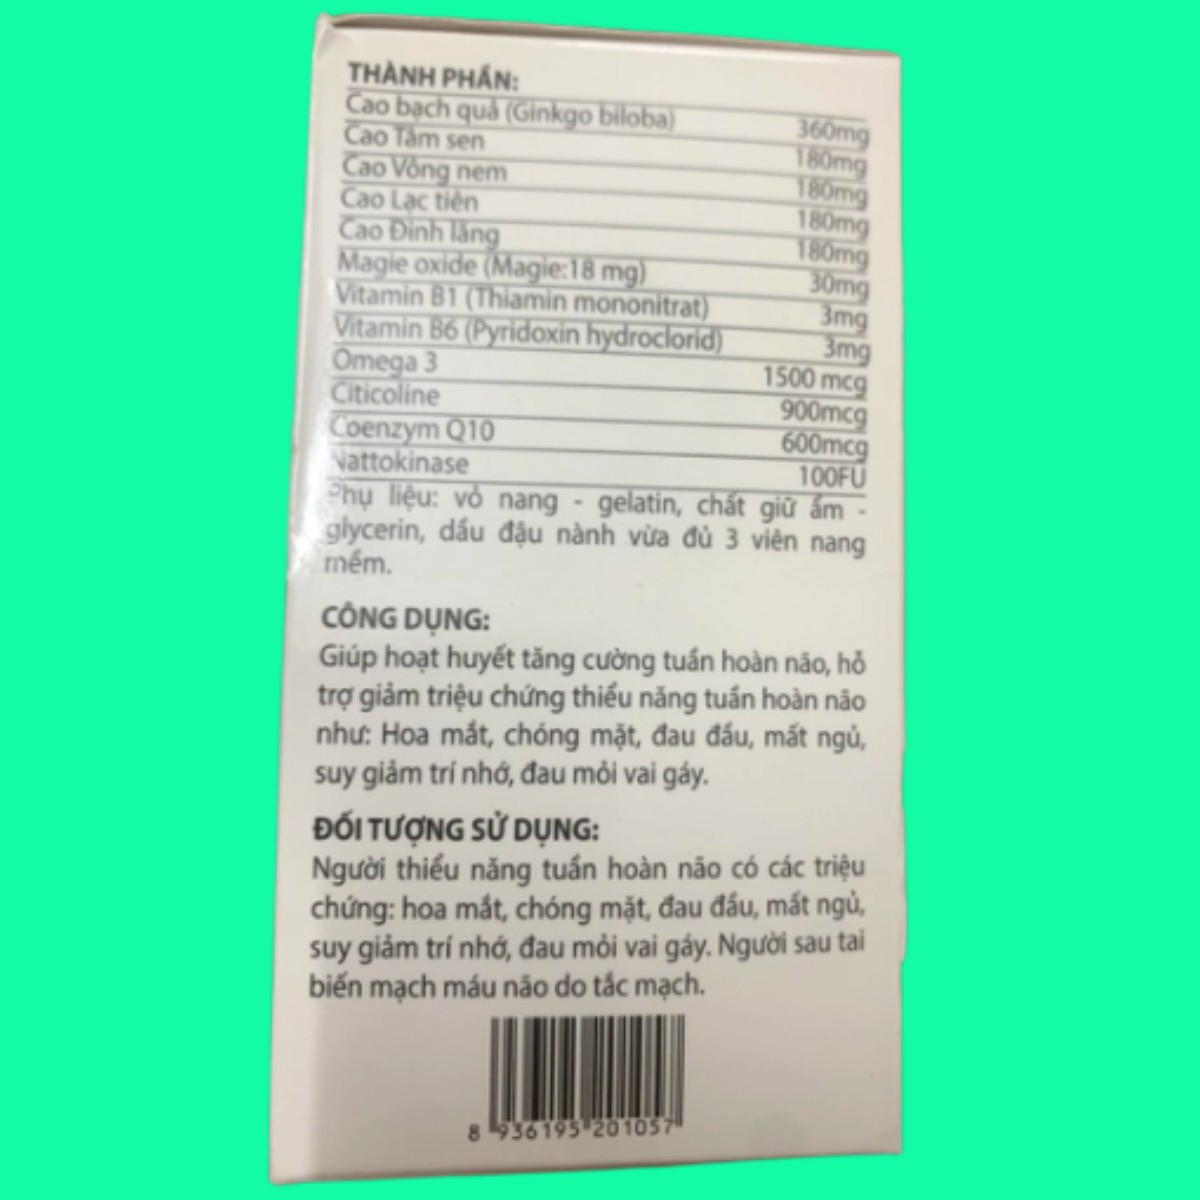 THÀNH PHẦN:
Cao bạch quả (Ginkgo biloba) 360mg
Cao Tâm sen 180mg
Cao Vông nem 180mg
Cao Lạc tiên 180mg
Cao Đinh lăng 180mg
Magie oxide (Magie:18 mg) 30mg
Vitamin B1 (Thiamin mononitrat) 3mg
Vitamin B6 (Pyridoxin hydroclorid) 3mg
Omega 3 1500 mcg
Citicoline 900mcg
Coenzym Q10 600mcg
Nattokinase 100FU
Phụ liệu: vỏ nang - gelatin, chất giữ ẩm -
glycerin, dầu đậu nành vừa đủ 3 viên nang
mềm.
CÔNG DỤNG:
Giúp hoạt huyết tăng cường tuần hoàn não, hỗ
trợ giảm triệu chứng thiểu năng tuần hoàn não
như: Hoa mắt, chóng mặt, đau đầu, mất ngủ,
suy giảm trí nhớ, đau mỏi vai gáy.
ĐỐI TƯỢNG SỬ DỤNG:
Người thiểu năng tuần hoàn não có các triệu
chứng: hoa mắt, chóng mặt, đau đầu, mất ngủ,
suy giảm trí nhớ, đau mỏi vai gáy. Người sau tai
biến mạch máu não do tắc mạch.
8 936195 201057